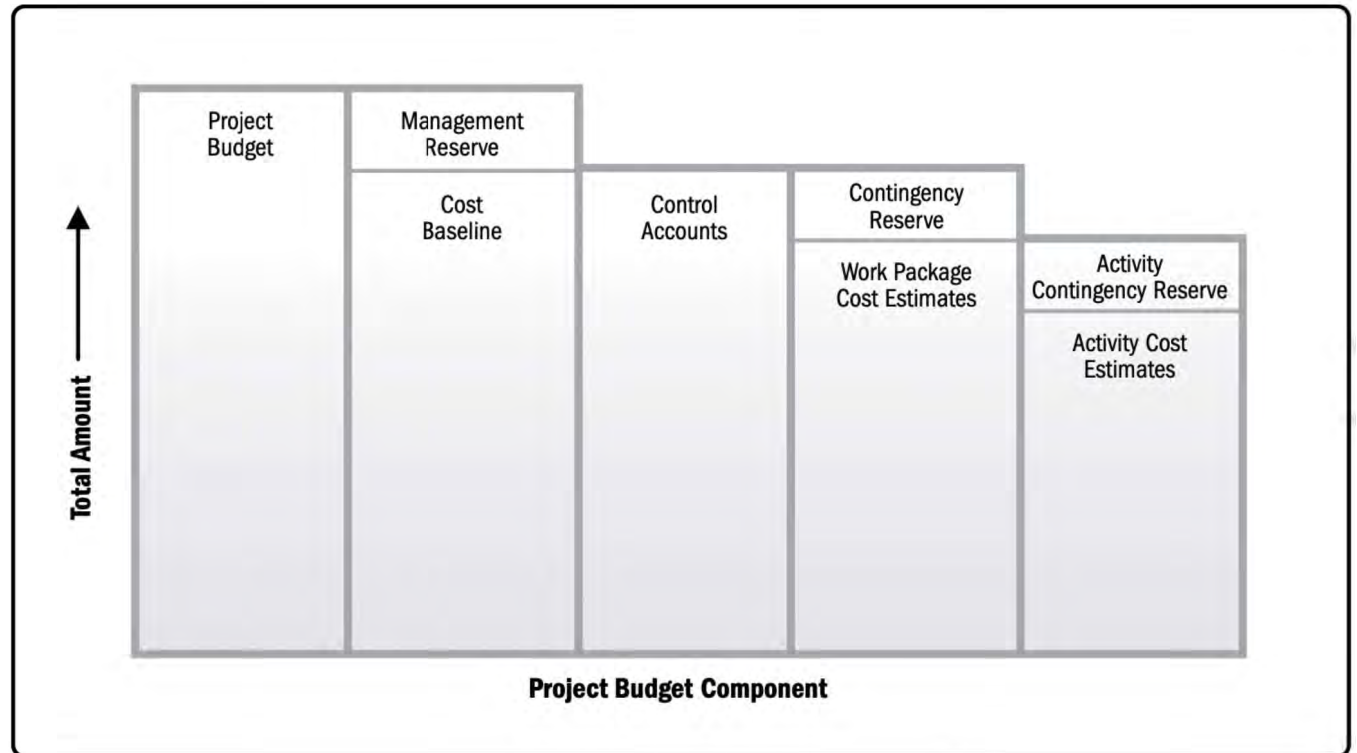 Project
Budget
Management
Reserve
Cost
Baseline
Control
Accounts
Contingency
Reserve
Work Package
Cost Estimates
Activity
Contingency Reserve
Activity Cost
Estimates
Total Amount
Project Budget Component